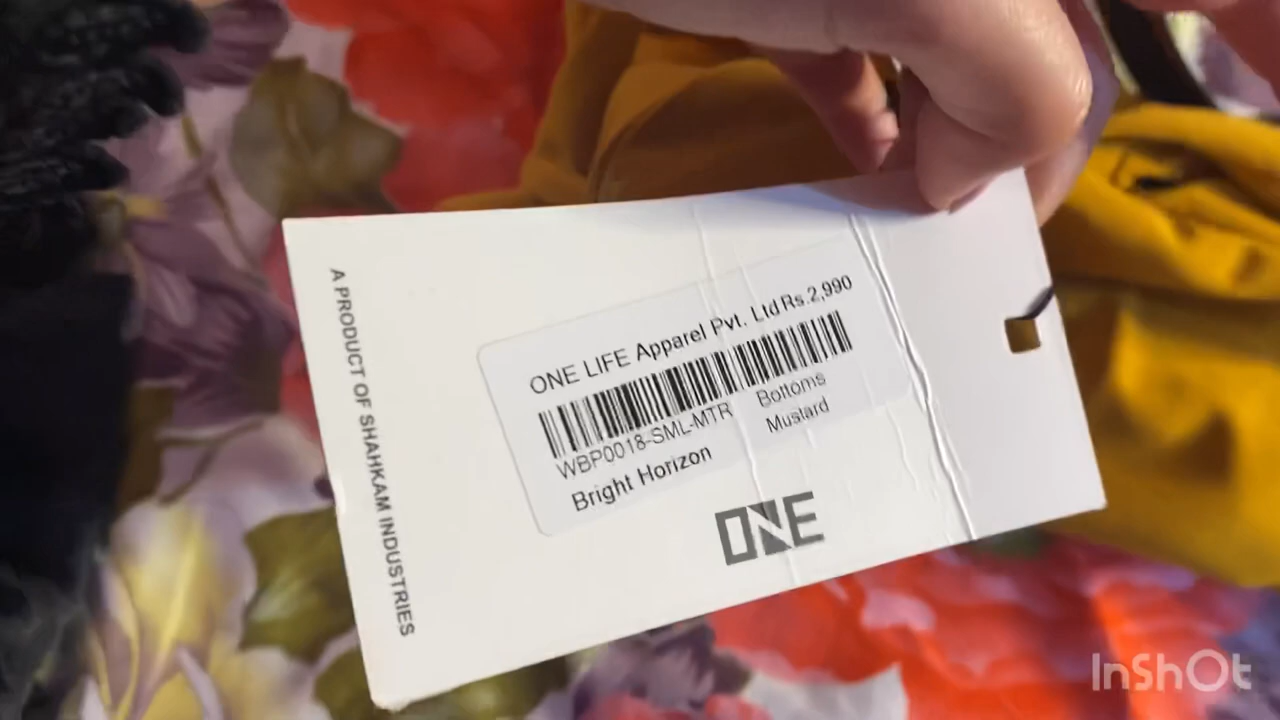 A PRODUCT OF SHAHKAM INDUSTRIES
ONE LIFE Apparel Pvt. Ltd Rs.2,990
WBP0018-SML-MTR Bottoms
Bright Horizon Mustard
ONE
InShOt